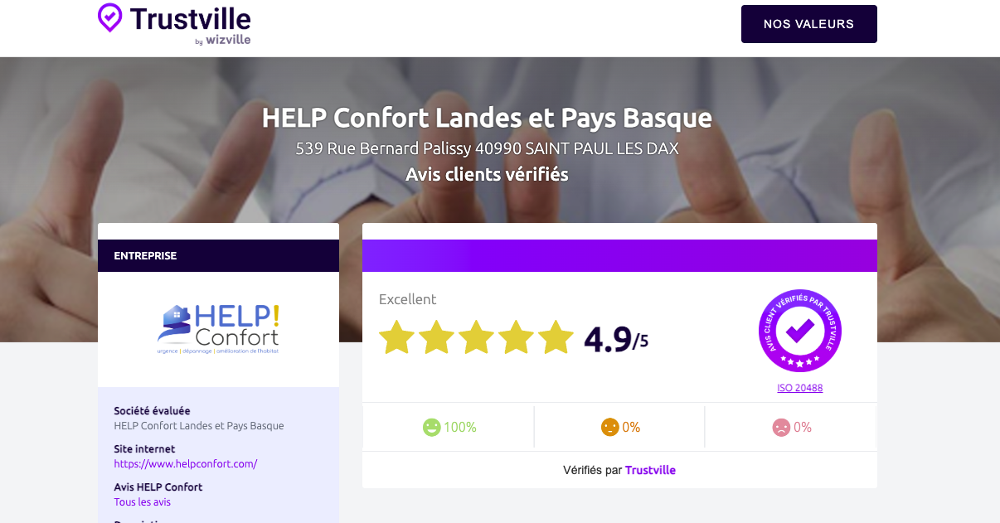 Trustville
by wizville
NOS VALEURS
HELP Confort Landes et Pays Basque
539 Rue Bernard Palissy 40990 SAINT PAUL LES DAX
Avis clients vérifiés
ENTREPRISE
HELP!
Confort
urgence | dépannage | amélioration de l'habitat
Société évaluée
HELP Confort Landes et Pays Basque
Site internet
https://www.helpconfort.com/
Avis HELP Confort
Tous les avis
Excellent
4.9/5
AVIS CLIENT VÉRIFIÉS PAR TRUSTVILLE
ISO 20488
100%
0%
0%
Vérifiés par Trustville